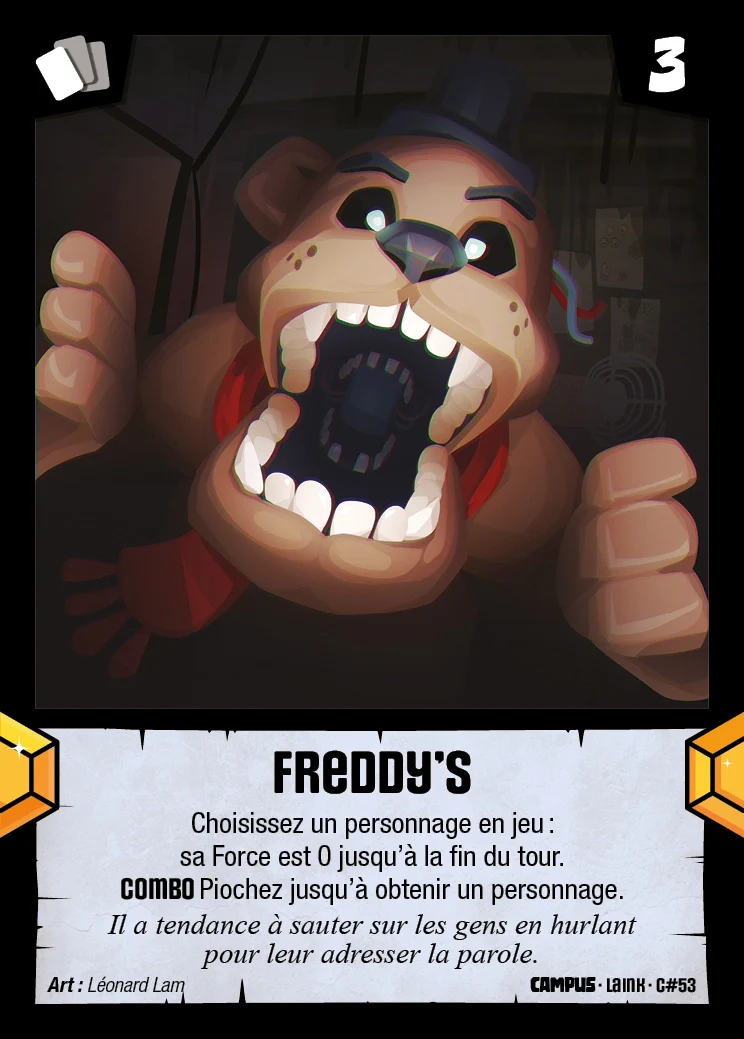 3
FREDDY'S
Choisissez un personnage en jeu :
sa Force est 0 jusqu'à la fin du tour.
COMBO Piochez jusqu'à obtenir un personnage.
Il a tendance à sauter sur les gens en hurlant
pour leur adresser la parole.
Art : Léonard Lam
CAMPUS · LAINK · C#53